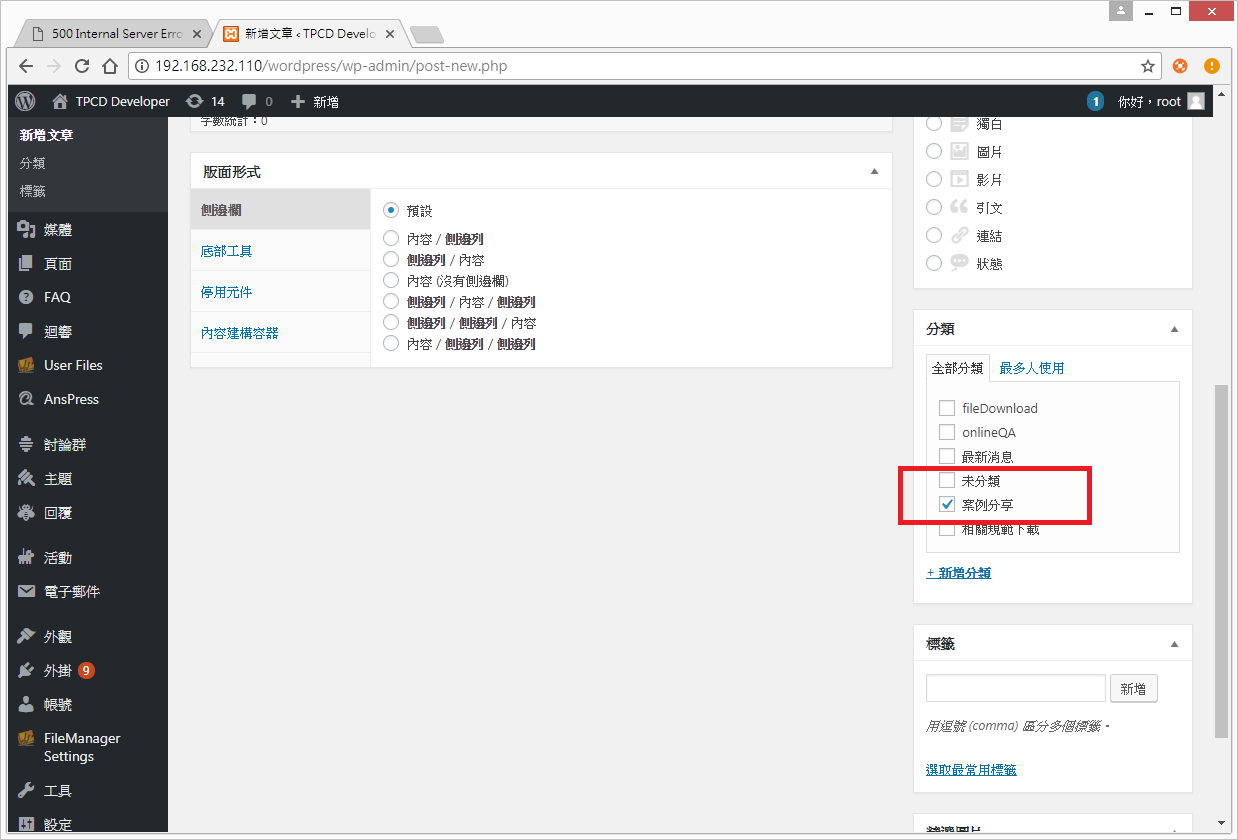 500 Internal Server Erro
新增文章 ‹ TPCD Develo
192.168.232.110/wordpress/wp-admin/post-new.php
TPCD Developer 14 0 新增 1 你好，root
新增文章
分類
標籤
媒體
頁面
FAQ
迴響
User Files
AnsPress
討論群
主題
回覆
活動
電子郵件
外觀
外掛 9
帳號
FileManager
Settings
工具
設定
字數統計：0
版面形式
側邊欄
底部工具
停用元件
內容建構容器
預設
內容 / 側邊列
側邊列 / 內容
內容 (沒有側邊欄)
側邊列 / 內容 / 側邊列
側邊列 / 側邊列 / 內容
內容 / 側邊列 / 側邊列
獨白
圖片
影片
引文
連結
狀態
分類
全部分類 最多人使用
fileDownload
onlineQA
最新消息
未分類
案例分享
相關規範下載
+ 新增分類
標籤
新增
用逗號 (comma) 區分多個標籤。
選取最常用標籤
精選圖片